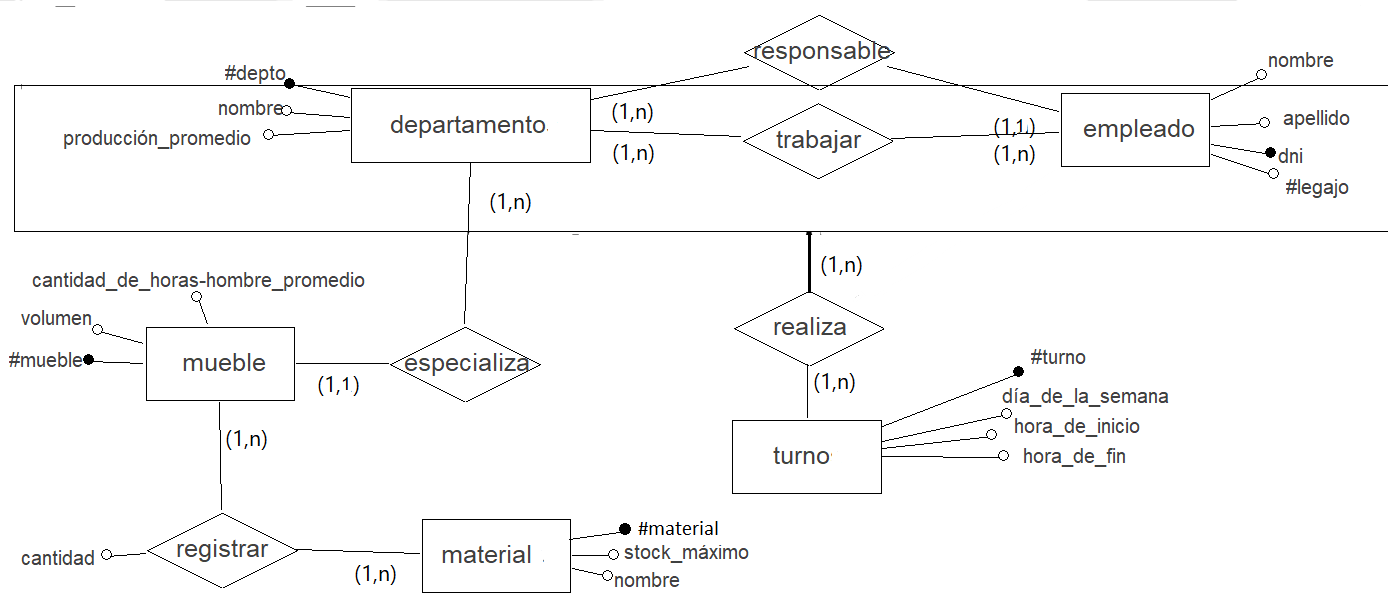 responsable
nombre
#depto
nombre
(1,n)
apellido
departamento
trabajar
(1,1)
empleado
producción_promedio
(1,n)
(1,n)
dni
#legajo
(1,n)
(1,n)
cantidad_de_horas-hombre_promedio
volumen
realiza
#mueble
mueble
especializa
#turno
(1,1)
(1,n)
día_de_la_semana
hora_de_inicio
(1,n)
turno
hora_de_fin
#material
registrar
material
stock_máximo
cantidad
(1,n)
nombre